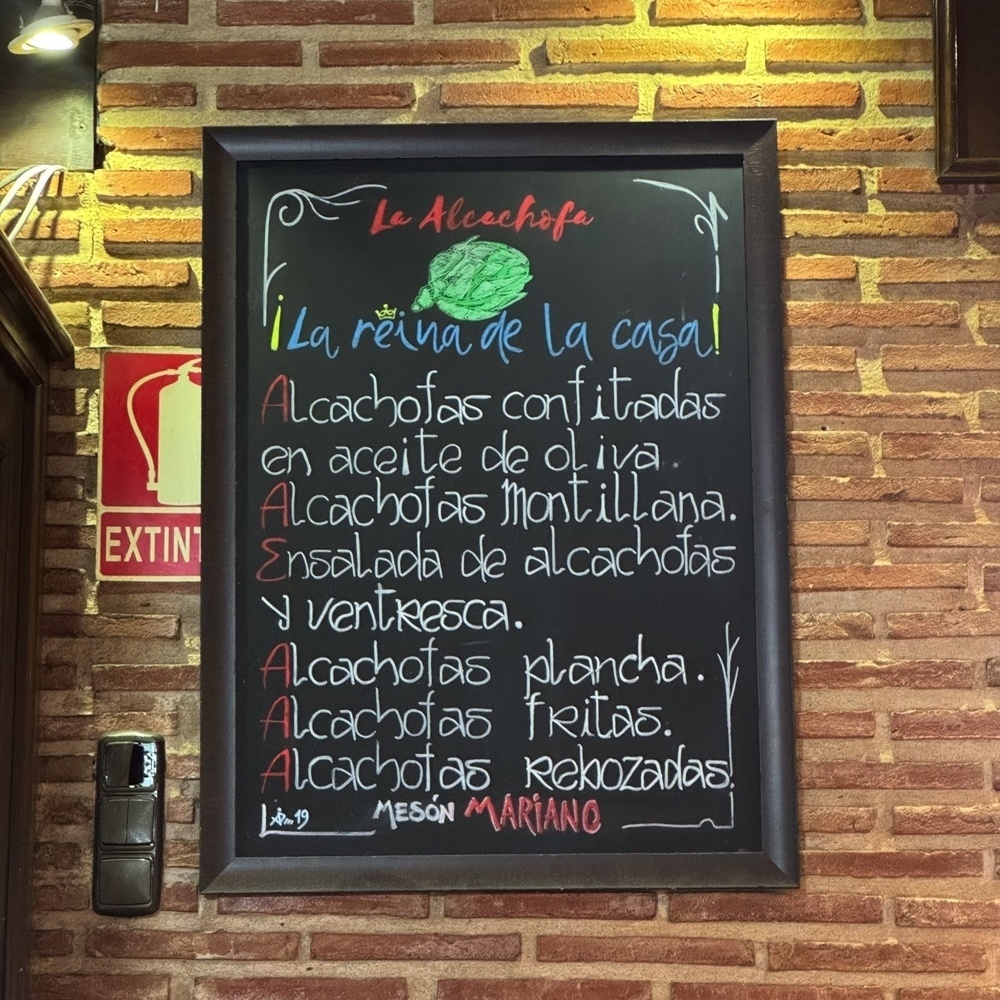 La Alcachofa
¡La reina de la casa!
Alcachofas confitadas
en aceite de oliva.
Alcachofas Montillana.
Ensalada de alcachofas
y ventresca.
Alcachofas plancha.
Alcachofas fritas.
Alcachofas rebozadas.
MESÓN MARIANO
19
EXTINT